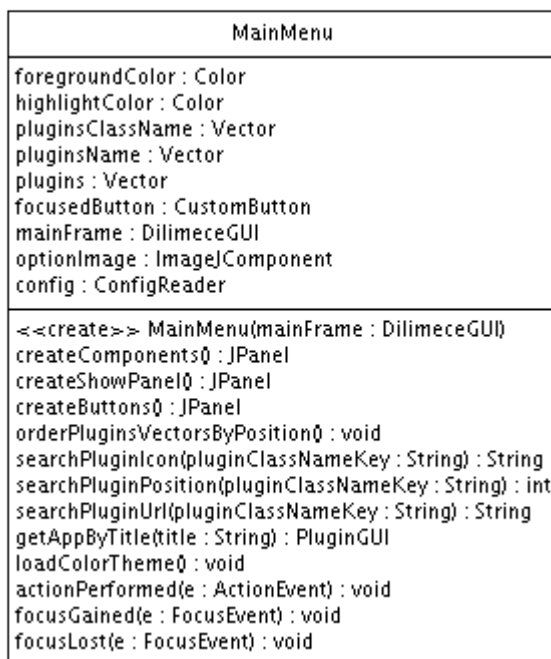 MainMenu
foregroundColor : Color
highlightColor : Color
pluginsClassName : Vector
pluginsName : Vector
plugins : Vector
focusedButton : CustomButton
mainFrame : DilimeceGUI
optionImage : ImageJComponent
config : ConfigReader
<<create>> MainMenu(mainFrame : DilimeceGUI)
createComponents() : JPanel
createShowPanel() : JPanel
createButtons() : JPanel
orderPluginsVectorsByPosition() : void
searchPluginIcon(pluginClassNameKey : String) : String
searchPluginPosition(pluginClassNameKey : String) : int
searchPluginUrl(pluginClassNameKey : String) : String
getAppByTitle(title : String) : PluginGUI
loadColorTheme() : void
actionPerformed(e : ActionEvent) : void
focusGained(e : FocusEvent) : void
focusLost(e : FocusEvent) : void